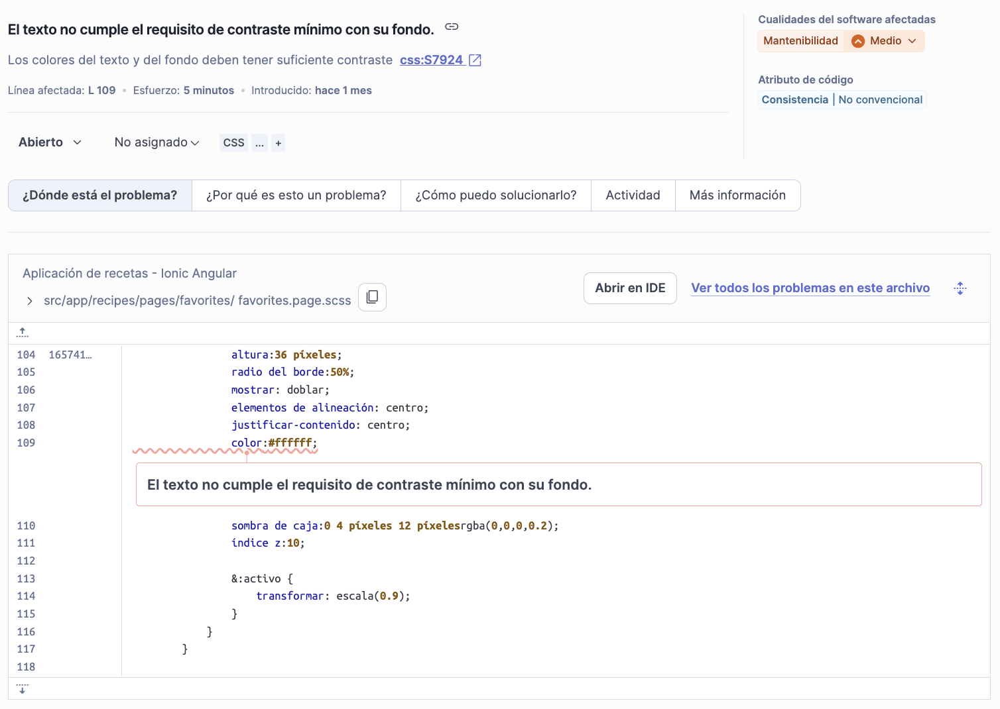 El texto no cumple el requisito de contraste mínimo con su fondo.
Los colores del texto y del fondo deben tener suficiente contraste css:S7924
Línea afectada: L 109 • Esfuerzo: 5 minutos • Introducido: hace 1 mes
Cualidades del software afectadas
Mantenibilidad Medio
Atributo de código
Consistencia | No convencional
Abierto No asignado CSS ... +
¿Dónde está el problema? ¿Por qué es esto un problema? ¿Cómo puedo solucionarlo? Actividad Más información
Aplicación de recetas - Ionic Angular
src/app/recipes/pages/favorites/ favorites.page.scss
Abrir en IDE Ver todos los problemas en este archivo
104 165741… altura:36 píxeles;
105 radio del borde:50%;
106 mostrar: doblar;
107 elementos de alineación: centro;
108 justificar-contenido: centro;
109 color:#ffffff;
El texto no cumple el requisito de contraste mínimo con su fondo.
110 sombra de caja:0 4 píxeles 12 píxelesrgba(0,0,0,0.2);
111 índice z:10;
112
113 &:activo {
114 transformar: escala(0.9);
115 }
116 }
117 }
118